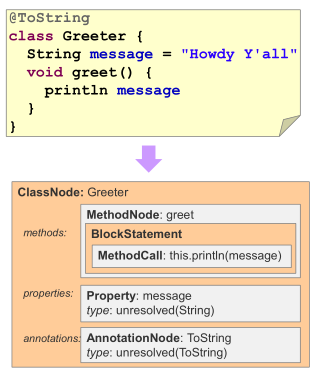 @ToString
class Greeter {
String message = "Howdy Y'all"
void greet() {
println message
}
}
ClassNode: Greeter
methods:
MethodNode: greet
BlockStatement
MethodCall: this.println(message)
properties:
Property: message
type: unresolved(String)
annotations:
AnnotationNode: ToString
type: unresolved(ToString)